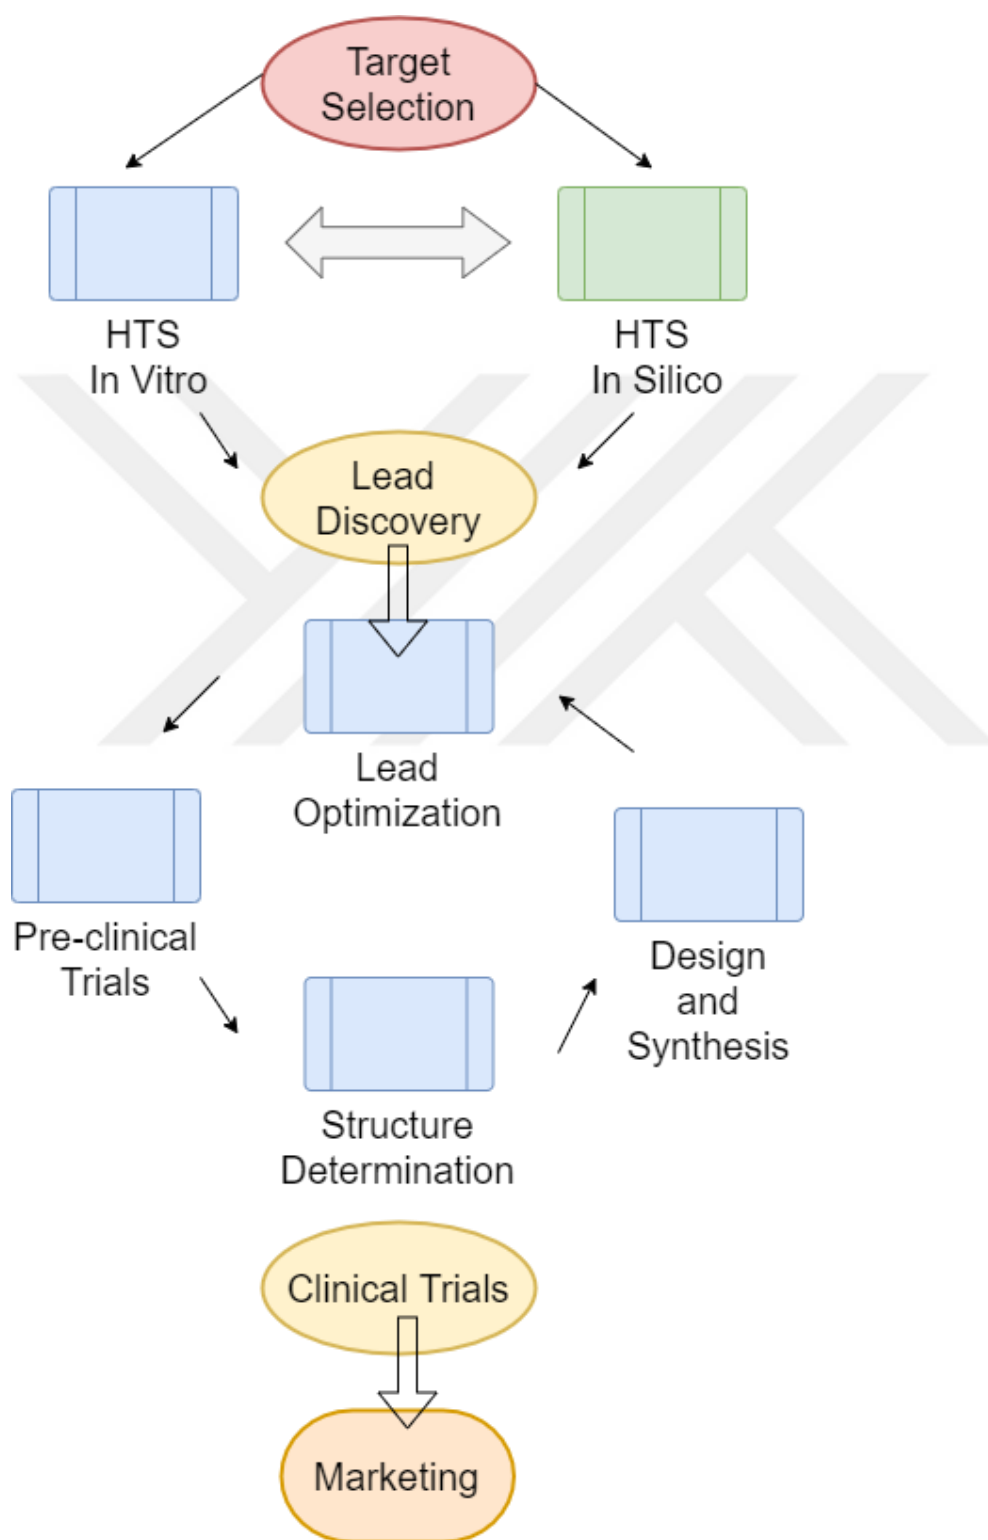 Target
Selection
HTS
In Vitro
HTS
In Silico
Lead
Discovery
Lead
Optimization
Pre-clinical
Trials
Design
and
Synthesis
Structure
Determination
Clinical Trials
Marketing